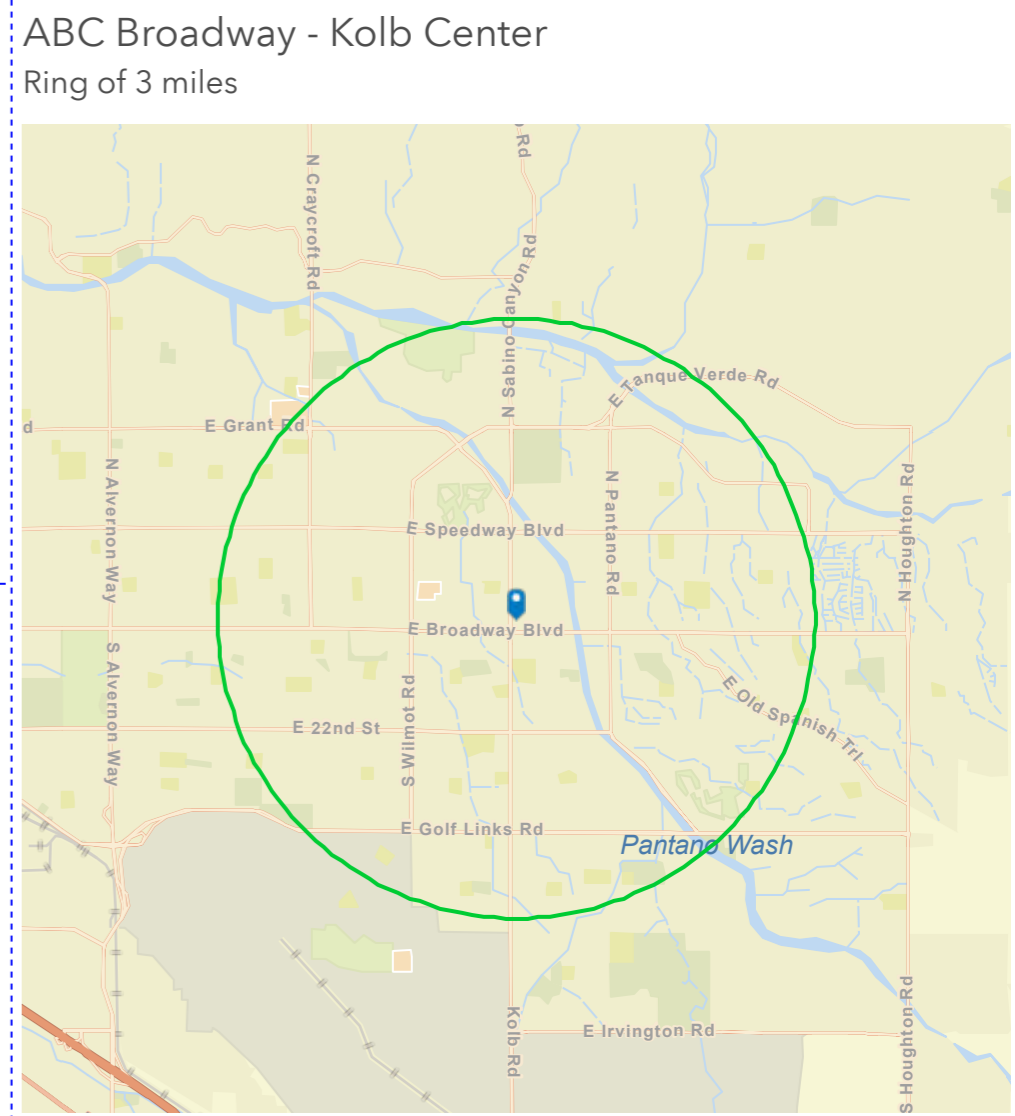 ABC Broadway - Kolb Center
Ring of 3 miles
Rd
N Craycroft Rd
N Sabino Canyon Rd
E Tanque Verde Rd
d
E Grant Rd
N Alvernon Way
N Pantano Rd
N Houghton Rd
E Speedway Blvd
E Broadway Blvd
S Alvernon Way
S Wilmot Rd
E Old Spanish Trl
E 22nd St
E Golf Links Rd
Pantano Wash
Kolb Rd
E Irvington Rd
S Houghton Rd